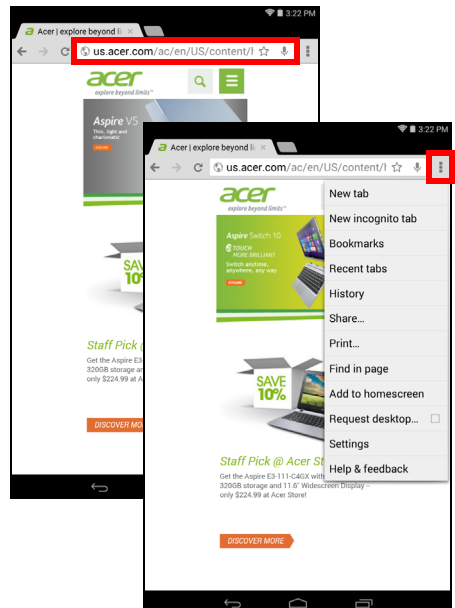 3:22 PM
Acer | explore beyond li
us.acer.com/ac/en/US/content/
acer
explore beyond limits™
Aspire V5
Thin, light and
charismatic
SAV
10
Staff Pick
Get the Aspire E3-
320GB storage an
only $224.99 at A
DISCOVER MO
3:22 PM
Acer | explore beyond li
us.acer.com/ac/en/US/content/
acer
explore beyond limits™
Aspire Switch 10
TOUCH
MORE BRILLIANT
Switch anytime,
anywhere, any way
SAVE
10%
Staff Pick @ Acer St
Get the Aspire E3-111-C4GX with
320GB storage and 11.6" Widescreen Display –
only $224.99 at Acer Store!
DISCOVER MORE
New tab
New incognito tab
Bookmarks
Recent tabs
History
Share...
Print...
Find in page
Add to homescreen
Request desktop...
Settings
Help & feedback